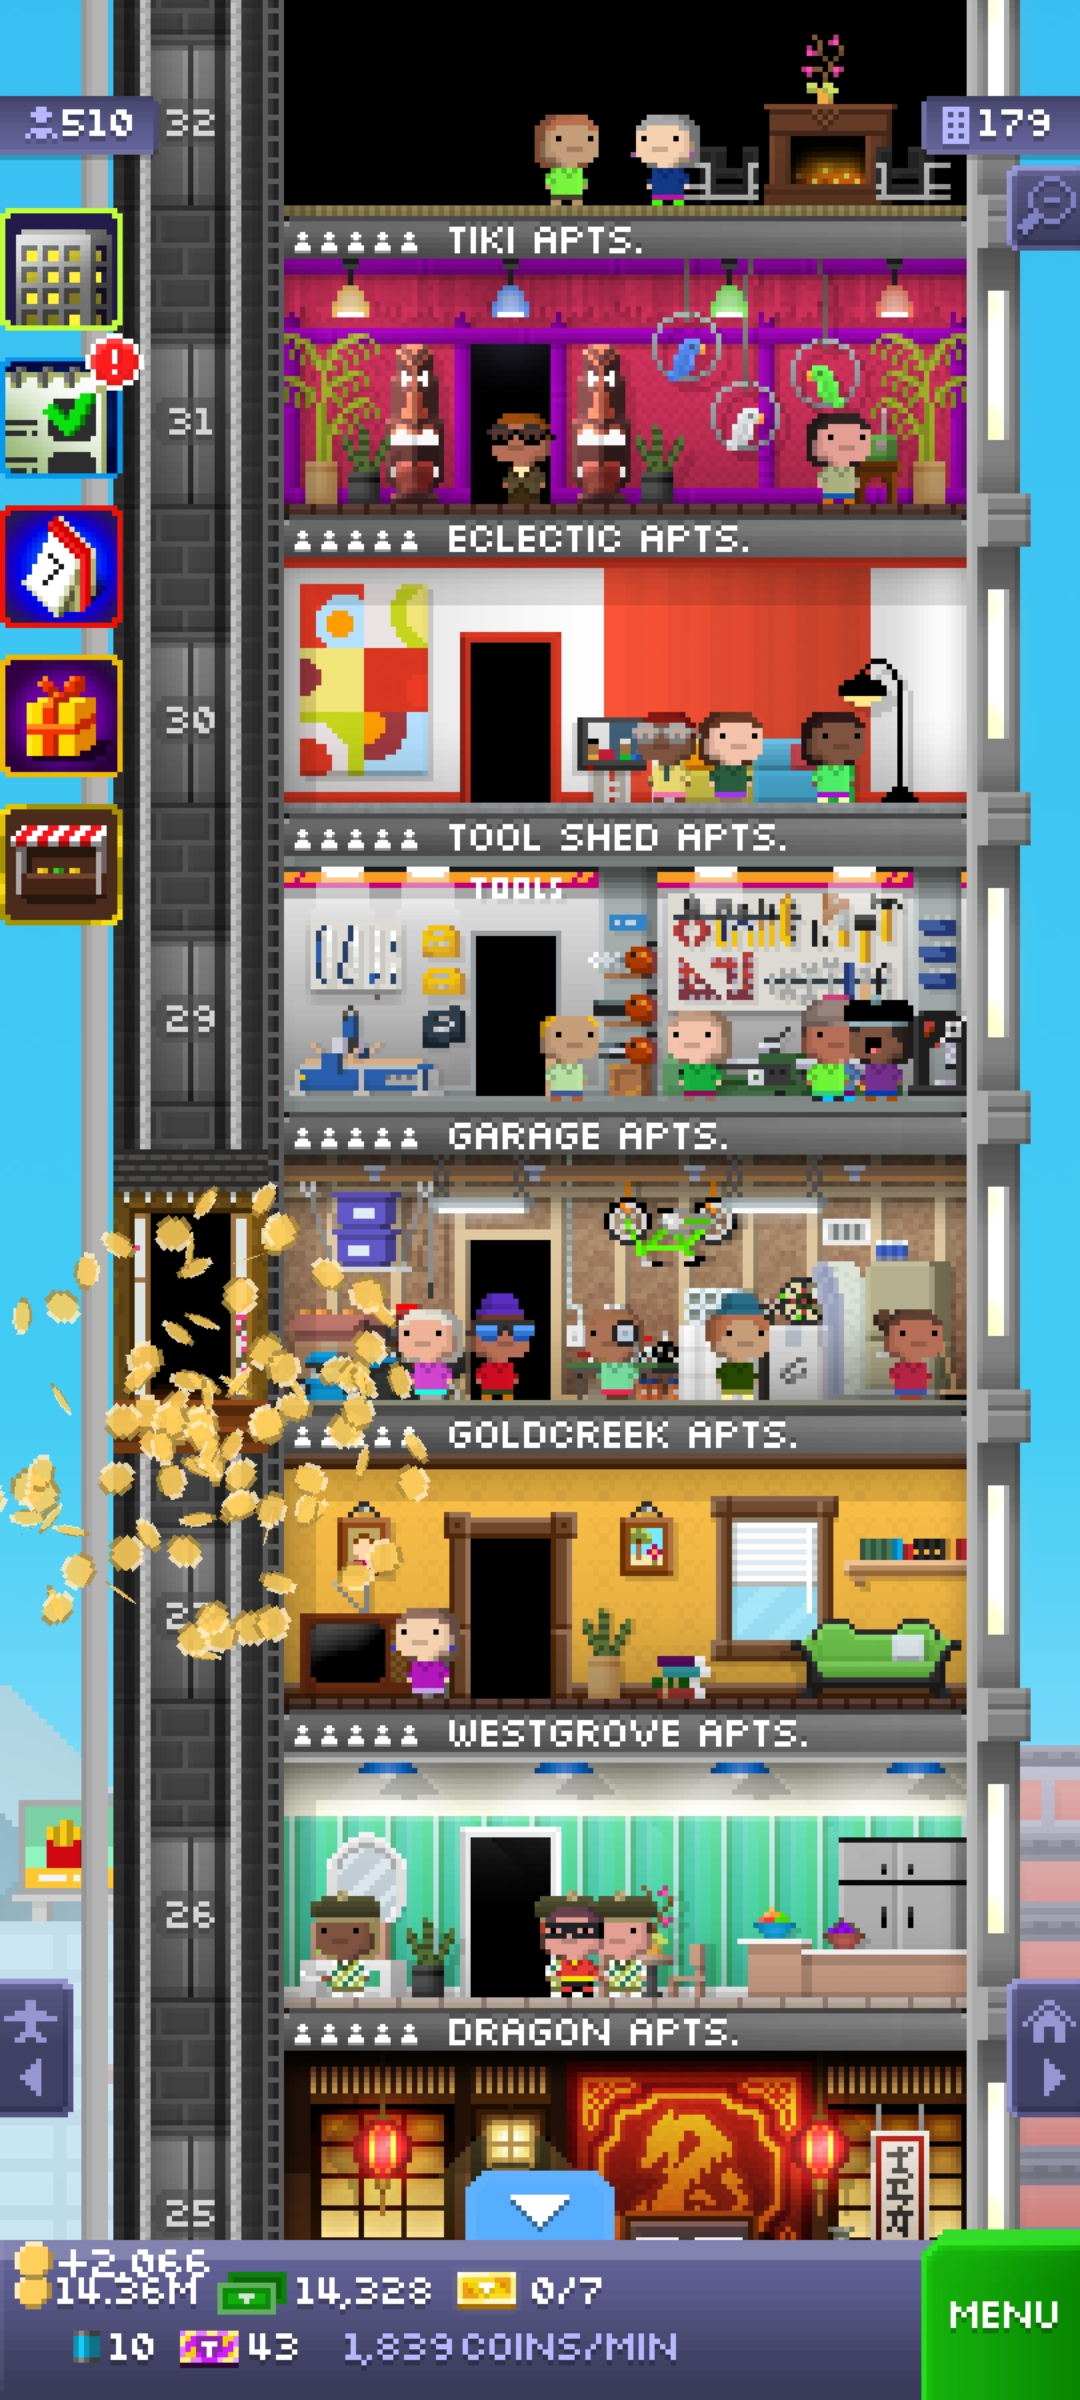 510
32
179
TIKI APTS.
31
ECLECTIC APTS.
30
TOOL SHED APTS.
TOOLS
29
GARAGE APTS.
GOLDCREEK APTS.
WESTGROVE APTS.
26
DRAGON APTS.
25
+2,066
14.36M 14,328 0/7
MENU
10 43 1,839 COINS/MIN